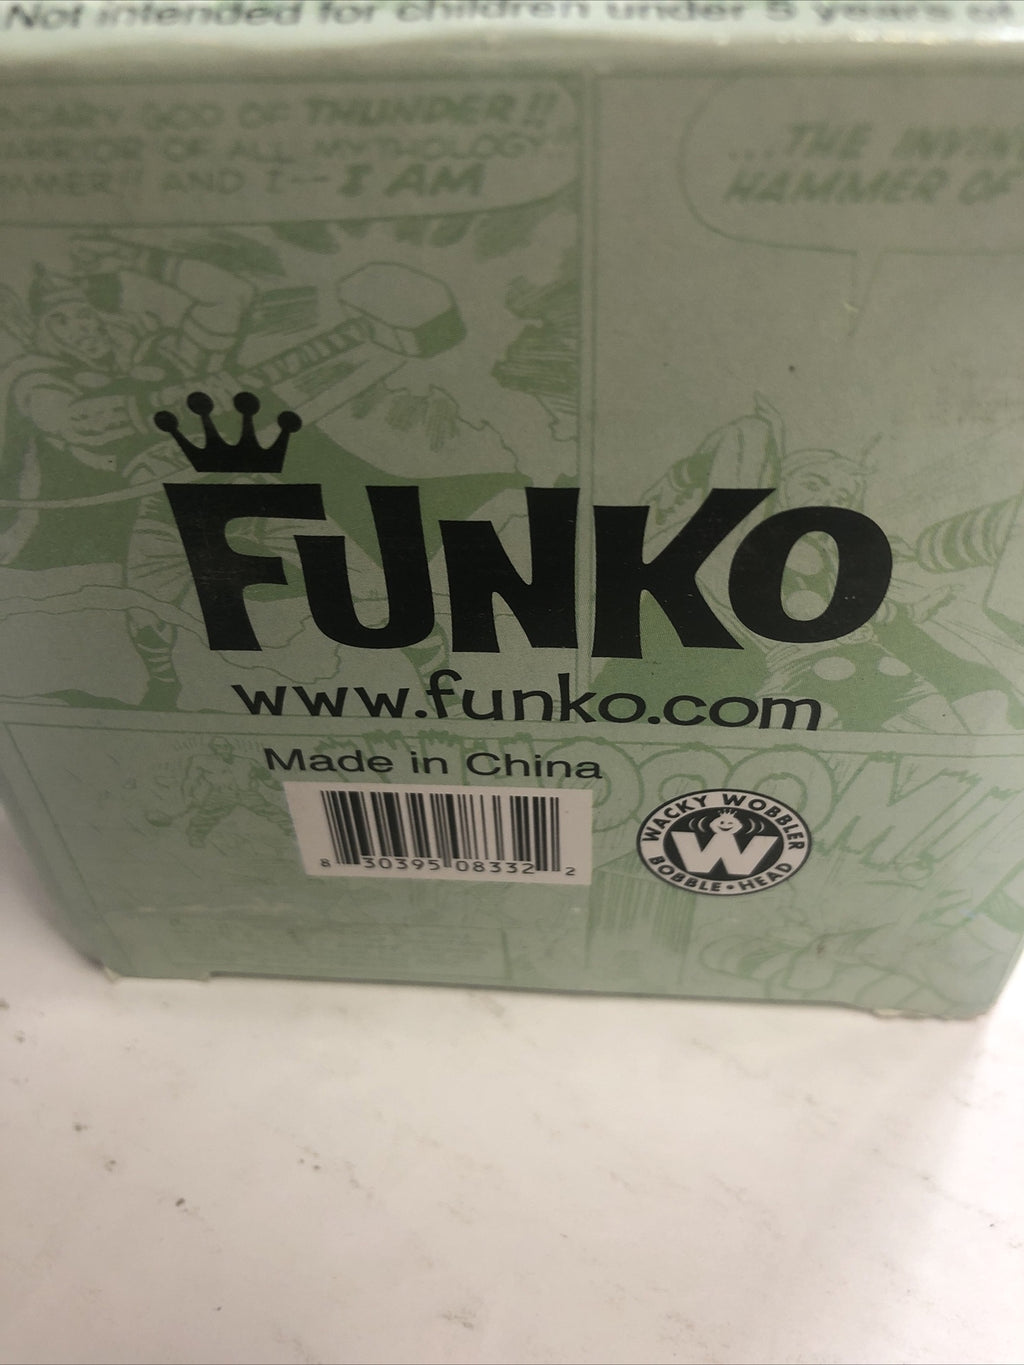 Not intended for children under 5 years of
GOD OF THUNDER!!
OF ALL MYTHOLOGY
AND I--I AM
...THE
HAMMER OF
FUNKO
www.funko.com
Made in China
8 30395 08332 2
WACKY WOBBLER
W
BOBBLE • HEAD